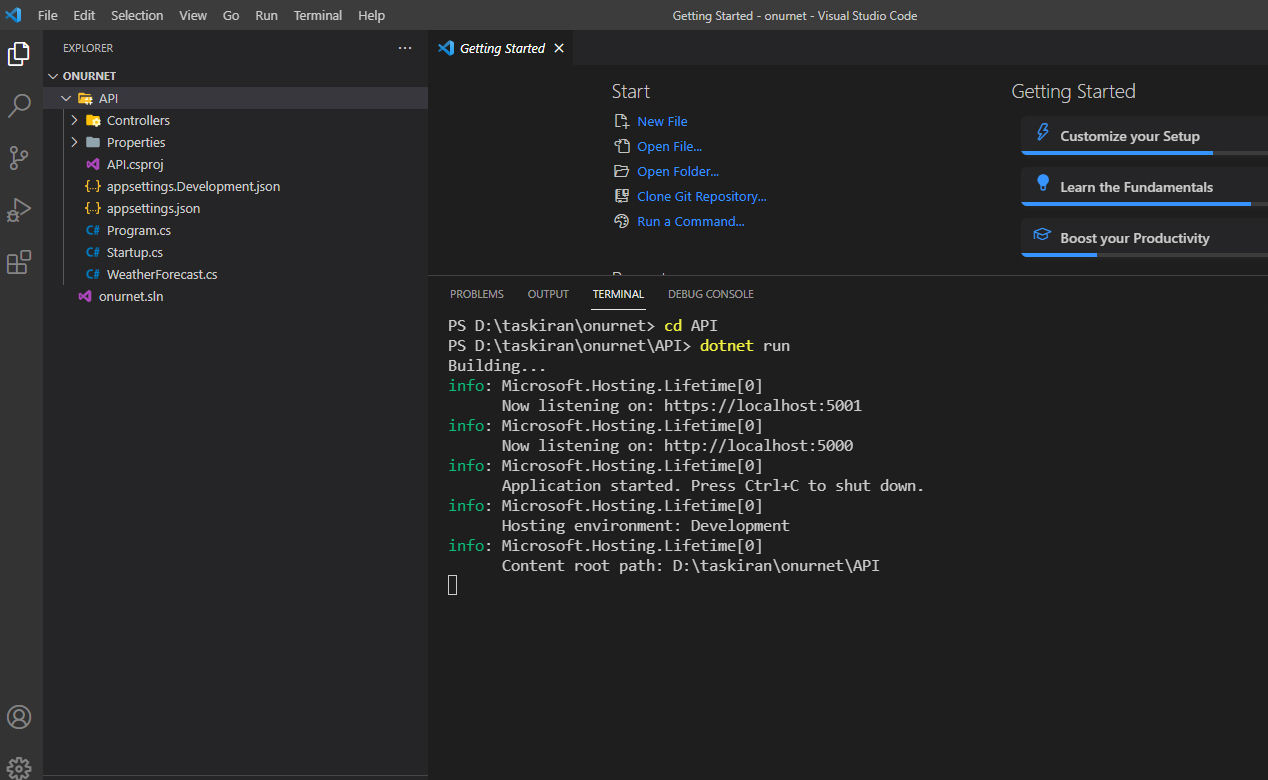 File Edit Selection View Go Run Terminal Help
Getting Started - onurnet - Visual Studio Code
EXPLORER
ONURNET
API
Controllers
Properties
API.csproj
{..} appsettings.Development.json
{..} appsettings.json
C# Program.cs
C# Startup.cs
C# WeatherForecast.cs
onurnet.sln
Getting Started
Start
New File
Open File...
Open Folder...
Clone Git Repository...
Run a Command...
Getting Started
Customize your Setup
Learn the Fundamentals
Boost your Productivity
PROBLEMS OUTPUT TERMINAL DEBUG CONSOLE
PS D:\taskiran\onurnet> cd API
PS D:\taskiran\onurnet\API> dotnet run
Building...
info: Microsoft.Hosting.Lifetime[0]
Now listening on: https://localhost:5001
info: Microsoft.Hosting.Lifetime[0]
Now listening on: http://localhost:5000
info: Microsoft.Hosting.Lifetime[0]
Application started. Press Ctrl+C to shut down.
info: Microsoft.Hosting.Lifetime[0]
Hosting environment: Development
info: Microsoft.Hosting.Lifetime[0]
Content root path: D:\taskiran\onurnet\API